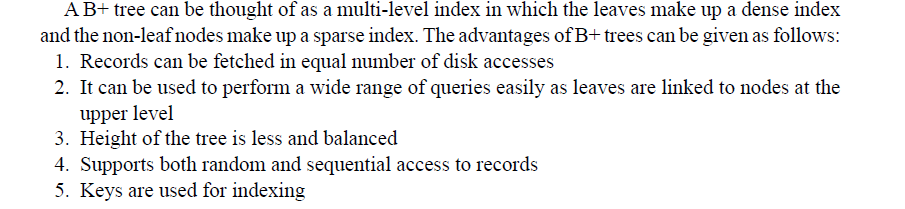 A B+ tree can be thought of as a multi-level index in which the leaves make up a dense index
and the non-leaf nodes make up a sparse index. The advantages of B+ trees can be given as follows:
1. Records can be fetched in equal number of disk accesses
2. It can be used to perform a wide range of queries easily as leaves are linked to nodes at the
upper level
3. Height of the tree is less and balanced
4. Supports both random and sequential access to records
5. Keys are used for indexing